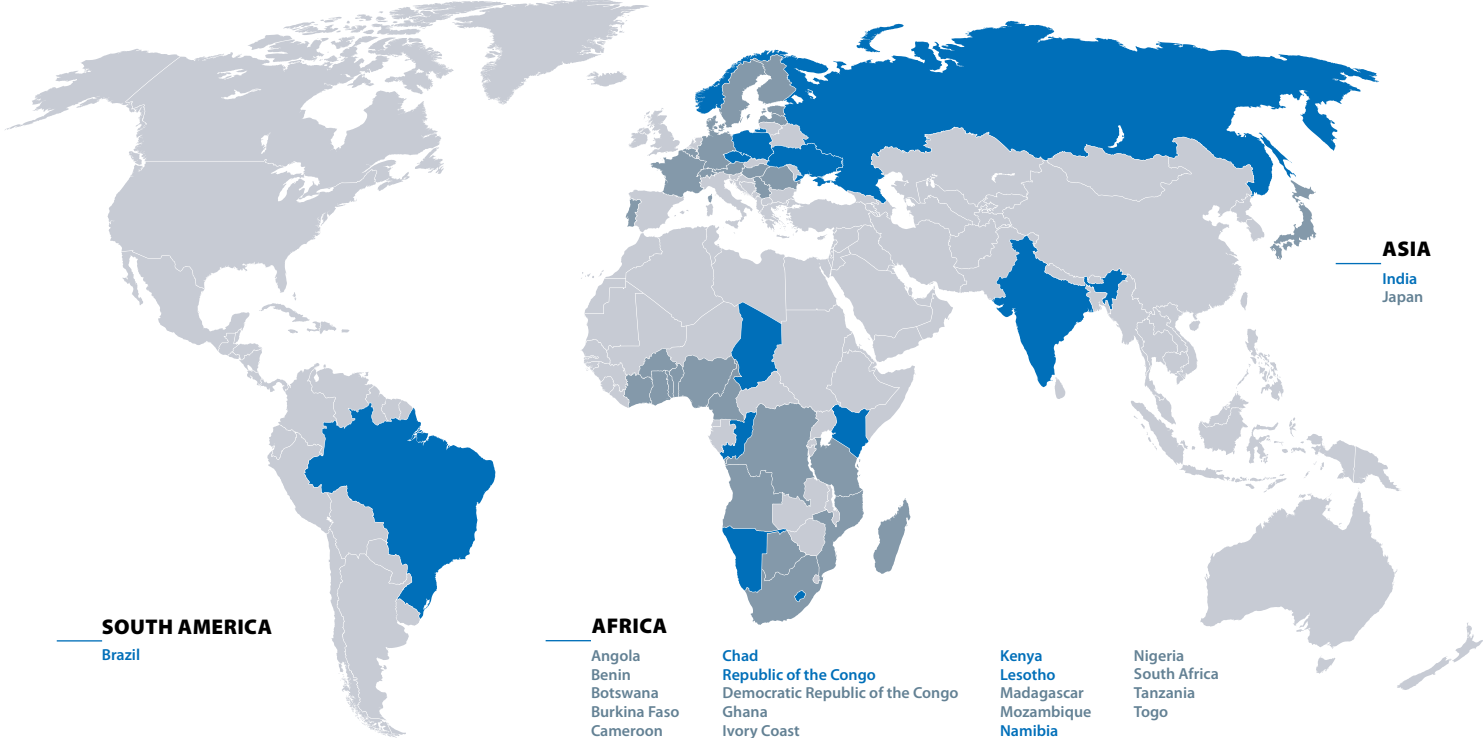 ASIA
India
Japan
SOUTH AMERICA
Brazil
AFRICA
Angola
Benin
Botswana
Burkina Faso
Cameroon
Chad
Republic of the Congo
Democratic Republic of the Congo
Ghana
Ivory Coast
Kenya
Lesotho
Madagascar
Mozambique
Namibia
Nigeria
South Africa
Tanzania
Togo